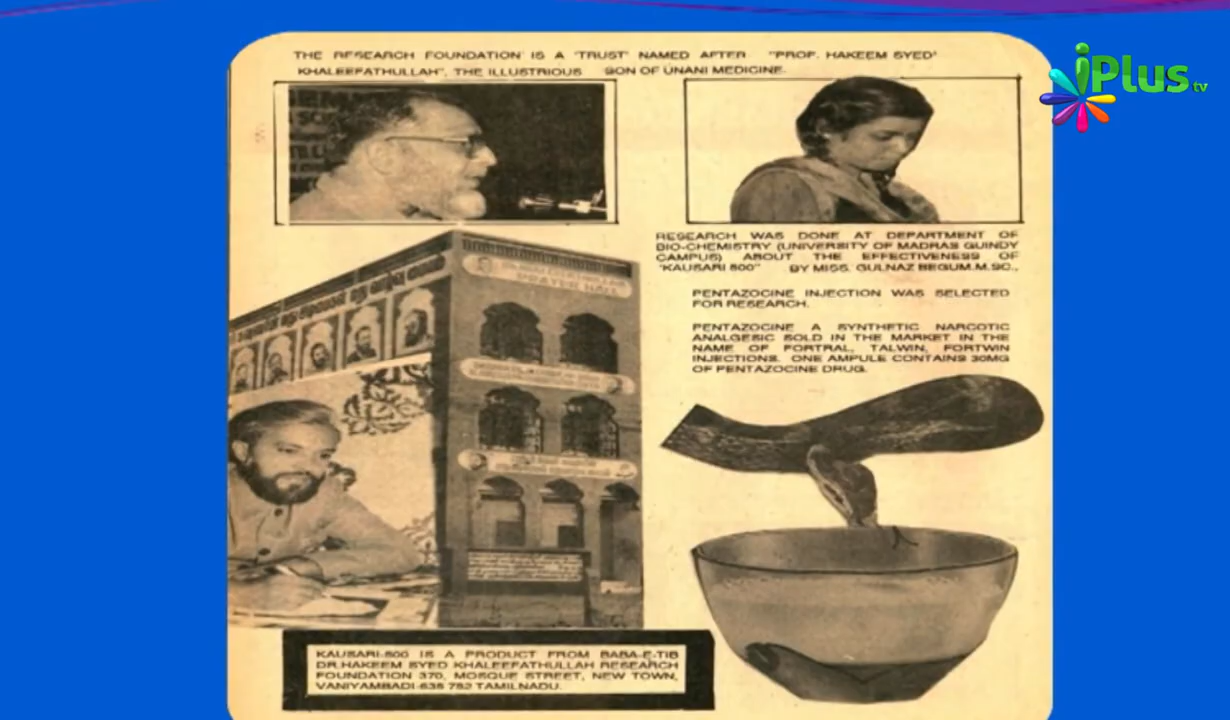 THE RESEARCH FOUNDATION IS A 'TRUST' NAMED AFTER "PROF. HAKEEM SYED
KHALEEFATHULLAH", THE ILLUSTRIOUS SON OF UNANI MEDICINE.
iPlus tv
RESEARCH WAS DONE AT DEPARTMENT OF
BIO-CHEMISTRY (UNIVERSITY OF MADRAS GUINDY
CAMPUS) ABOUT THE EFFECTIVENESS OF
"KAUSARI 500" BY MISS. GULNAZ BEGUM.M.SC.,
PENTAZOCINE INJECTION WAS SELECTED
FOR RESEARCH.
PENTAZOCINE A SYNTHETIC NARCOTIC
ANALGESIC SOLD IN THE MARKET IN THE
NAME OF FORTRAL, TALWIN, FORTWIN
INJECTIONS. ONE AMPULE CONTAINS 30MG
OF PENTAZOCINE DRUG.
PRAYER HALL
KAUSARI-500 IS A PRODUCT FROM BABA-E-TIB
DR.HAKEEM SYED KHALEEFATHULLAH RESEARCH
FOUNDATION 370, MOSQUE STREET, NEW TOWN,
VANIYAMBADI-635 752 TAMILNADU.